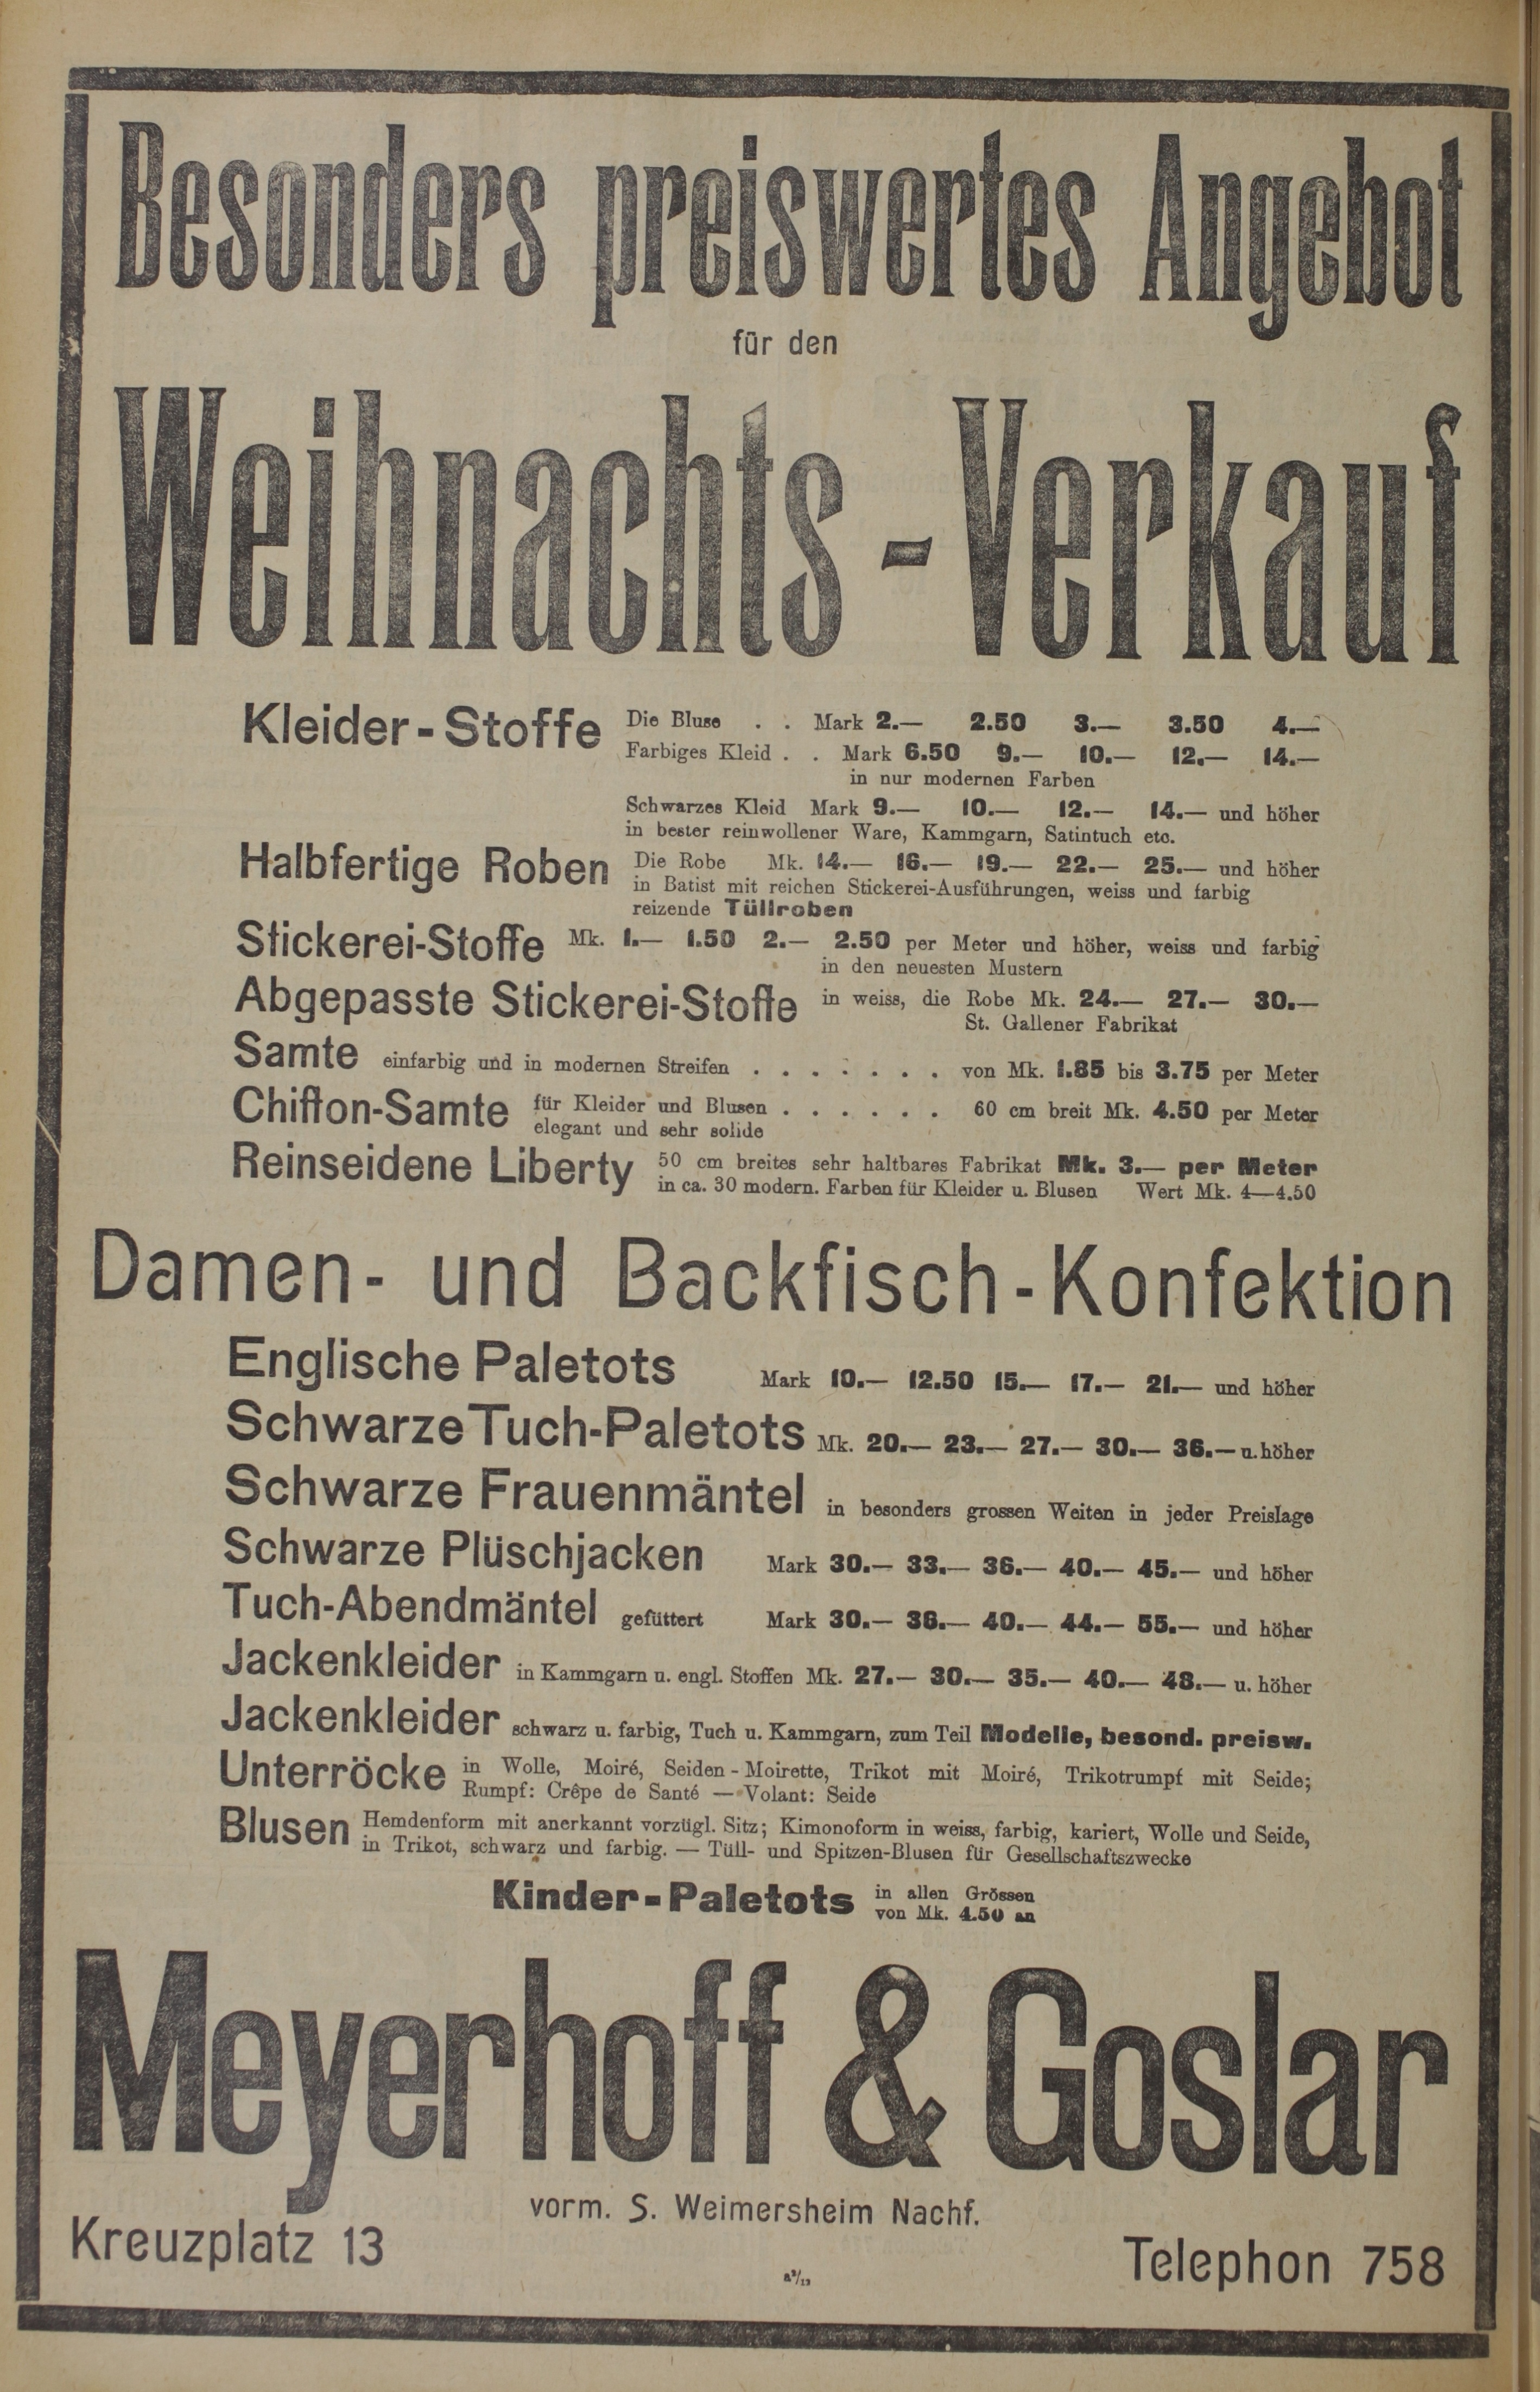 Besonders preiswertes Angebot
für den
Weihnachts-Verkauf
Kleider-Stoffe Die Bluse . . Mark 2.— 2.50 3.— 3.50 4.—
Farbiges Kleid . . Mark 6.50 9.— 10.— 12.— 14.—
in nur modernen Farben
Schwarzes Kleid Mark 9.— 10.— 12.— 14.— und höher
in bester reinwollener Ware, Kammgarn, Satintuch etc.
Halbfertige Roben Die Robe Mk. 14.— 16.— 19.— 22.— 25.— und höher
in Batist mit reichen Stickerei-Ausführungen, weiss und farbig
reizende Tüllroben
Stickerei-Stoffe Mk. 1.— 1.50 2.— 2.50 per Meter und höher, weiss und farbig
in den neuesten Mustern
Abgepasste Stickerei-Stoffe in weiss, die Robe Mk. 24.— 27.— 30.—
St. Gallener Fabrikat
Samte einfarbig und in modernen Streifen . . . . . . . von Mk. 1.85 bis 3.75 per Meter
Chiffon-Samte für Kleider und Blusen . . . . . . 60 cm breit Mk. 4.50 per Meter
elegant und sehr solide
Reinseidene Liberty 50 cm breites sehr haltbares Fabrikat Mk. 3.— per Meter
in ca. 30 modern. Farben für Kleider u. Blusen Wert Mk. 4—4.50
Damen- und Backfisch-Konfektion
Englische Paletots Mark 10.— 12.50 15.— 17.— 21.— und höher
Schwarze Tuch-Paletots Mk. 20.— 23.— 27.— 30.— 36.— u. höher
Schwarze Frauenmäntel in besonders grossen Weiten in jeder Preislage
Schwarze Plüschjacken Mark 30.— 33.— 36.— 40.— 45.— und höher
Tuch-Abendmäntel gefüttert Mark 30.— 36.— 40.— 44.— 55.— und höher
Jackenkleider in Kammgarn u. engl. Stoffen Mk. 27.— 30.— 35.— 40.— 48.— u. höher
Jackenkleider schwarz u. farbig, Tuch u. Kammgarn, zum Teil Modelle, besond. preisw.
Unterröcke in Wolle, Moiré, Seiden-Moirette, Trikot mit Moiré, Trikotrumpf mit Seide;
Rumpf: Crêpe de Santé — Volant: Seide
Blusen Hemdenform mit anerkannt vorzügl. Sitz; Kimonoform in weiss, farbig, kariert, Wolle und Seide,
in Trikot, schwarz und farbig. — Tüll- und Spitzen-Blusen für Gesellschaftszwecke
Kinder-Paletots in allen Grössen
von Mk. 4.50 an
Meyerhoff & Goslar
vorm. S. Weimersheim Nachf.
Kreuzplatz 13
Telephon 758